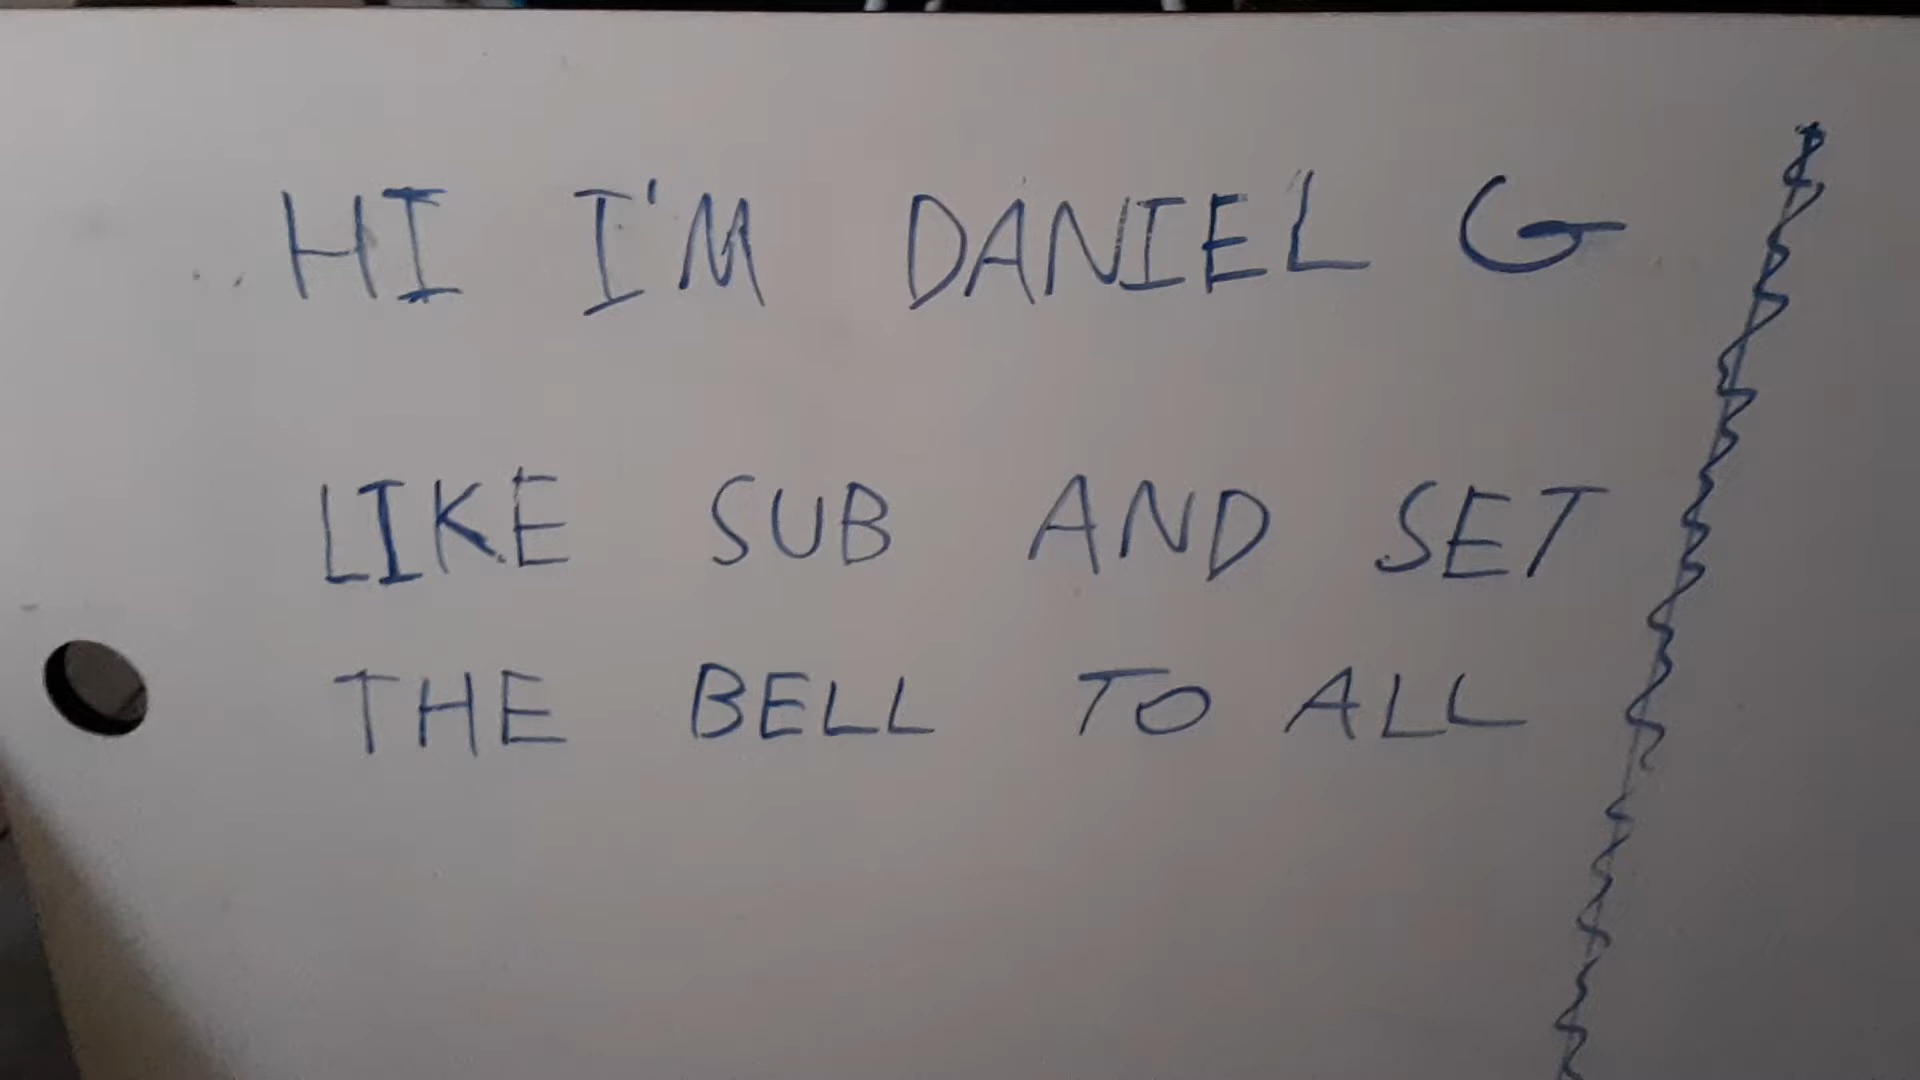 HI I'M DANIEL G
LIKE SUB AND SET
THE BELL TO ALL